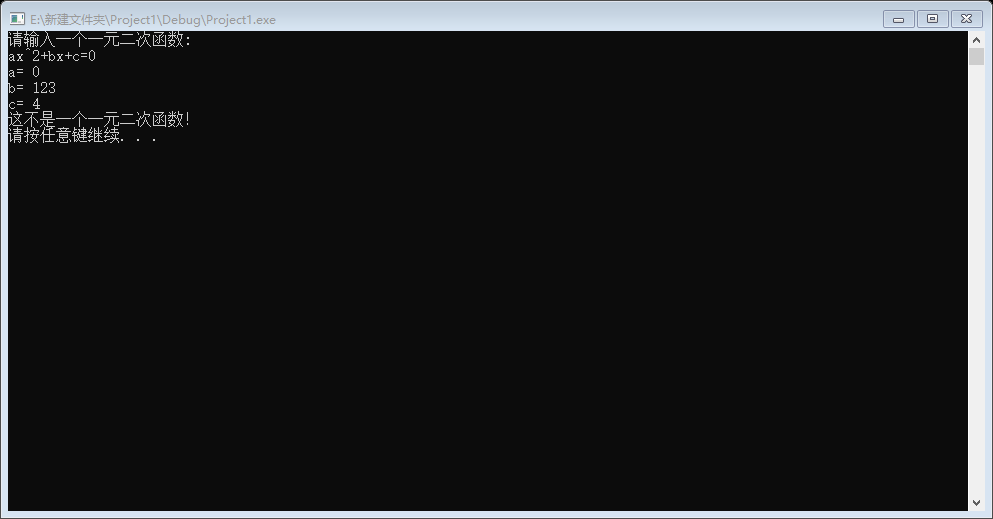 E:\新建文件夹\Project1\Debug\Project1.exe
请输入一个一元二次函数:
ax^2+bx+c=0
a= 0
b= 123
c= 4
这不是一个一元二次函数!
请按任意键继续. . .